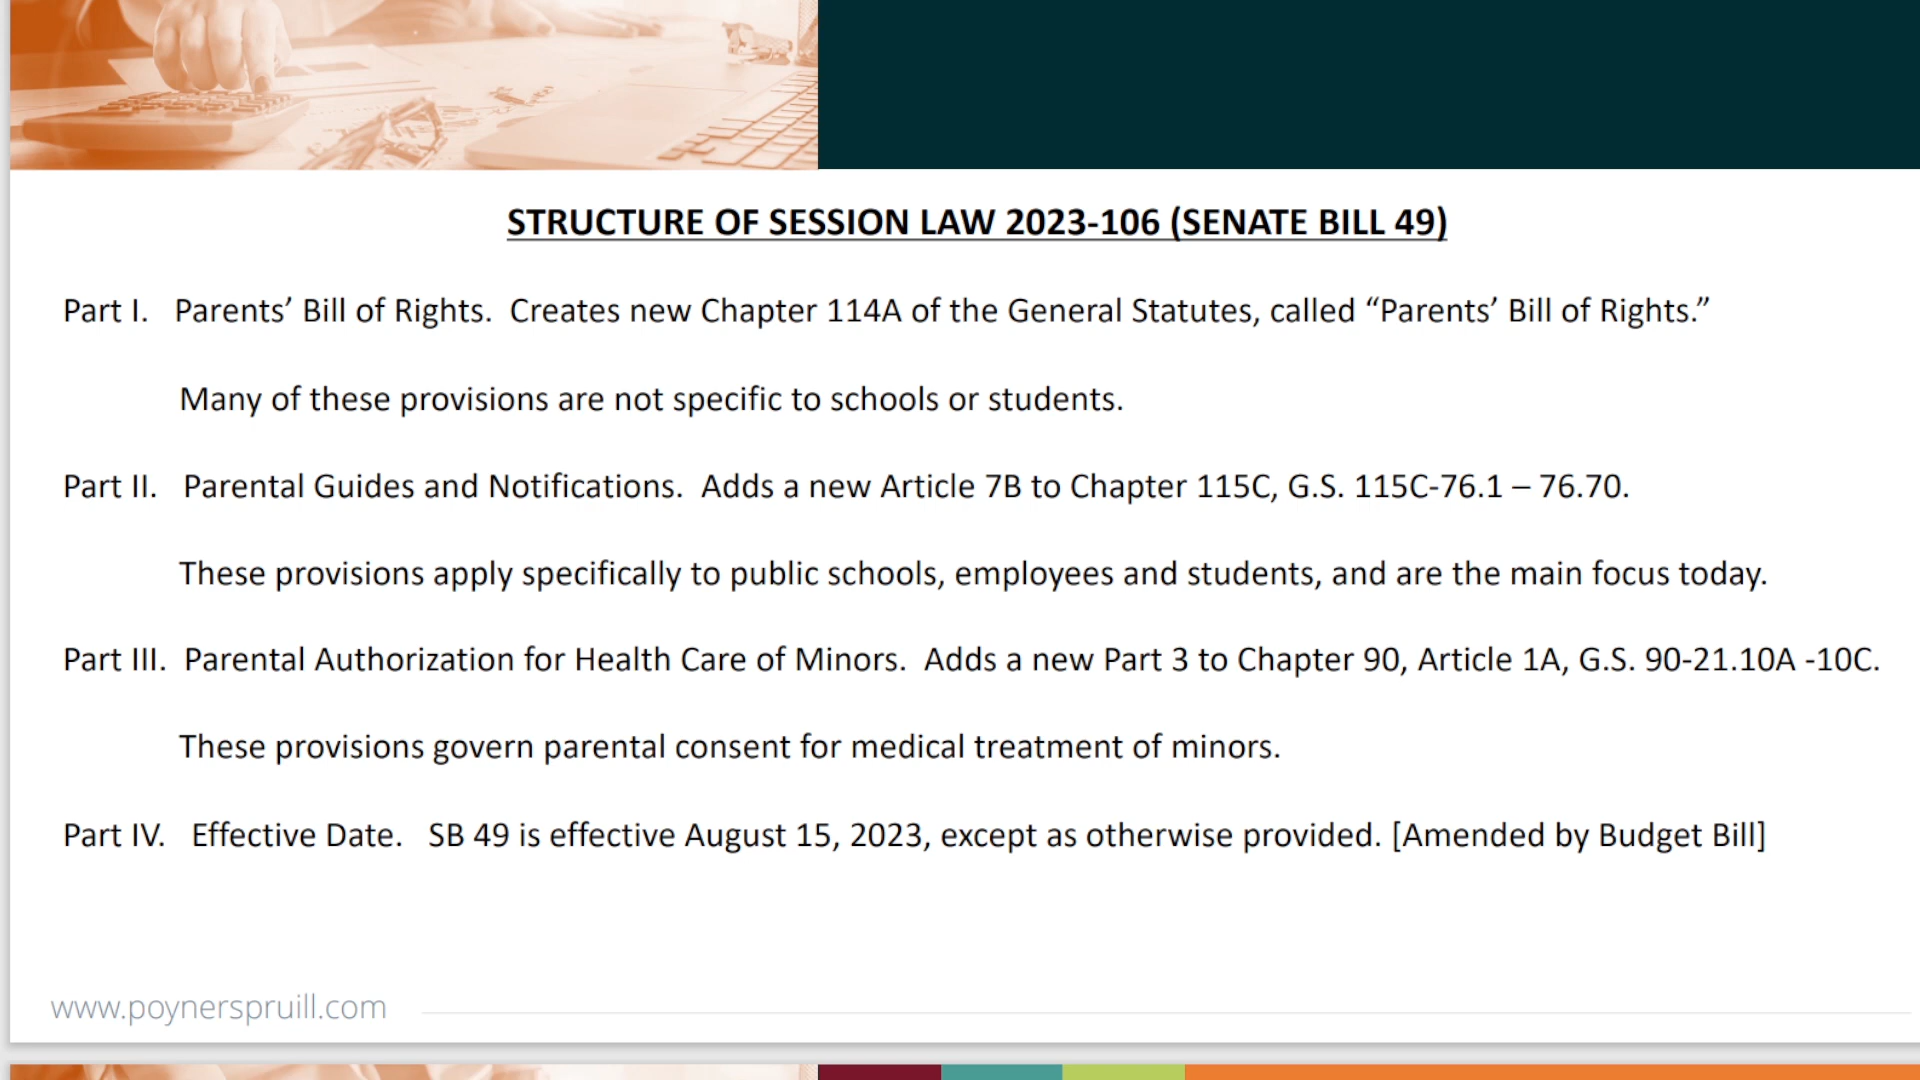 STRUCTURE OF SESSION LAW 2023-106 (SENATE BILL 49)
Part I.   Parents’ Bill of Rights.  Creates new Chapter 114A of the General Statutes, called “Parents’ Bill of Rights.”
Many of these provisions are not specific to schools or students.
Part II.   Parental Guides and Notifications.  Adds a new Article 7B to Chapter 115C, G.S. 115C-76.1 – 76.70.
These provisions apply specifically to public schools, employees and students, and are the main focus today.
Part III.  Parental Authorization for Health Care of Minors.  Adds a new Part 3 to Chapter 90, Article 1A, G.S. 90-21.10A -10C.
These provisions govern parental consent for medical treatment of minors.
Part IV.   Effective Date.   SB 49 is effective August 15, 2023, except as otherwise provided. [Amended by Budget Bill]
www.poynerspruill.com